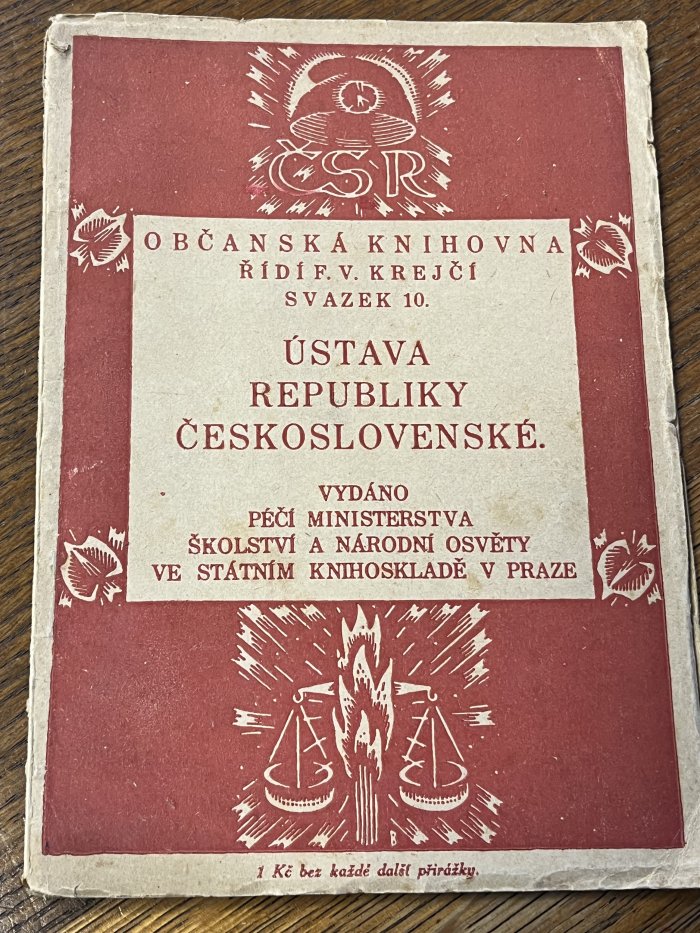 ČSR
OBČANSKÁ KNIHOVNA
ŘÍDÍ F. V. KREJČÍ
SVAZEK 10.
ÚSTAVA
REPUBLIKY
ČESKOSLOVENSKÉ.
VYDÁNO
PÉČÍ MINISTERSTVA
ŠKOLSTVÍ A NÁRODNÍ OSVĚTY
VE STÁTNÍM KNIHOSKLADĚ V PRAZE
B
1 Kč bez každé další přirážky.